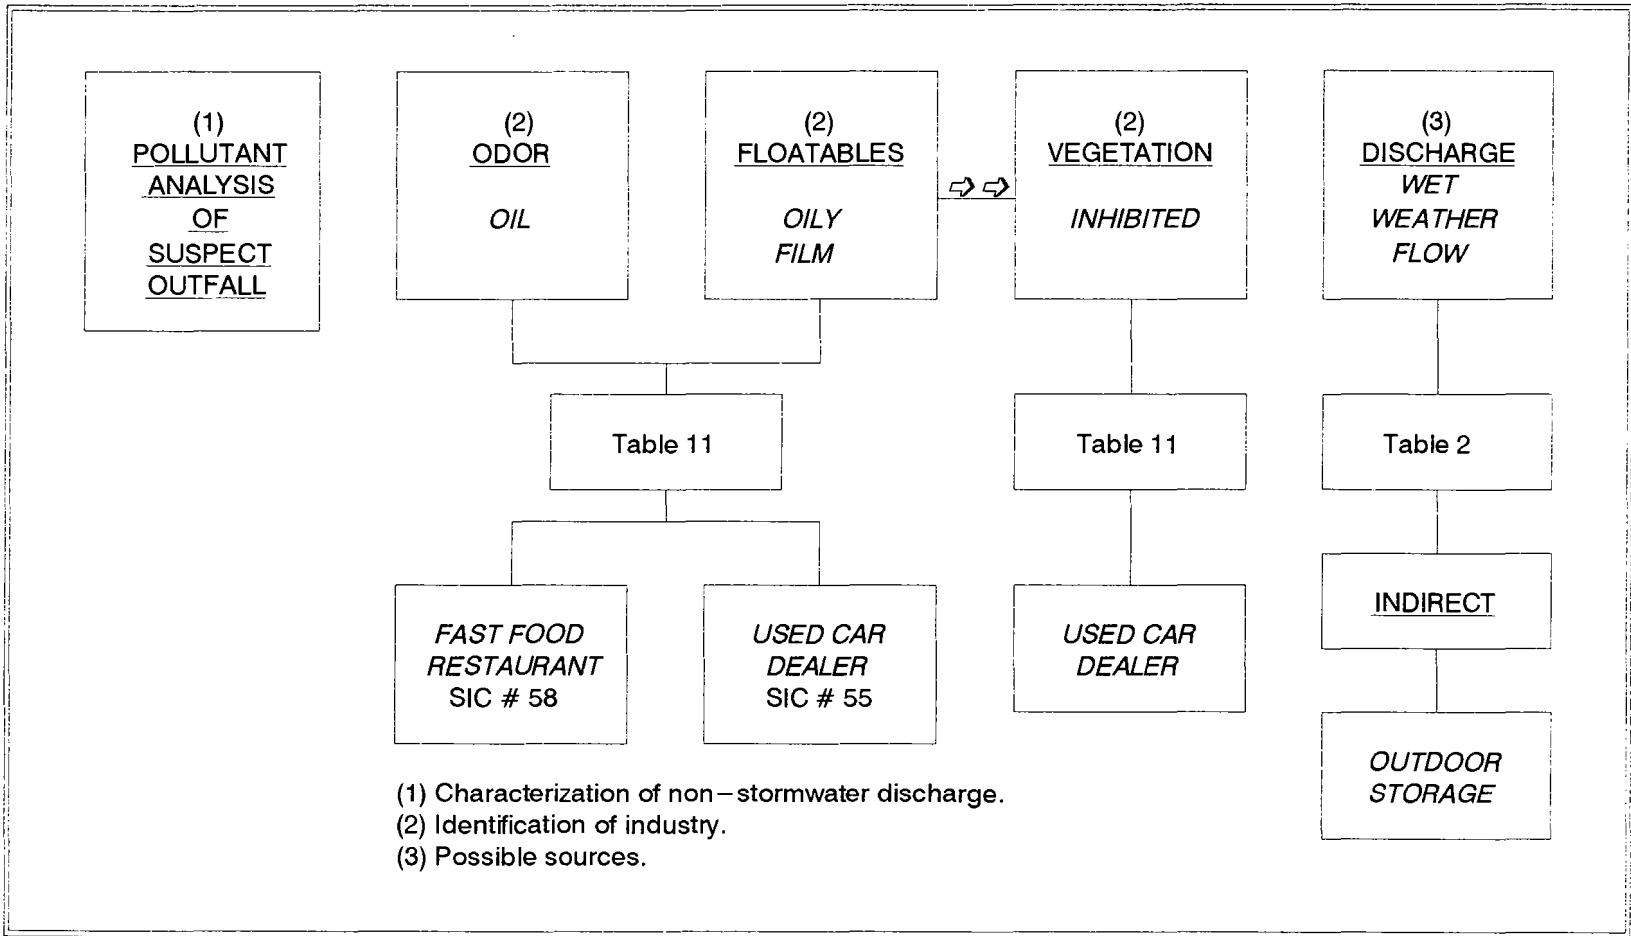 (1)
POLLUTANT
ANALYSIS
OF
SUSPECT
OUTFALL
(2)
ODOR
OIL
(2)
FLOATABLES
OILY
FILM
(2)
VEGETATION
INHIBITED
(3)
DISCHARGE
WET
WEATHER
FLOW
Table 11
Table 11
Table 2
FAST FOOD
RESTAURANT
SIC # 58
USED CAR
DEALER
SIC # 55
USED CAR
DEALER
INDIRECT
OUTDOOR
STORAGE
(1) Characterization of non-stormwater discharge.
(2) Identification of industry.
(3) Possible sources.